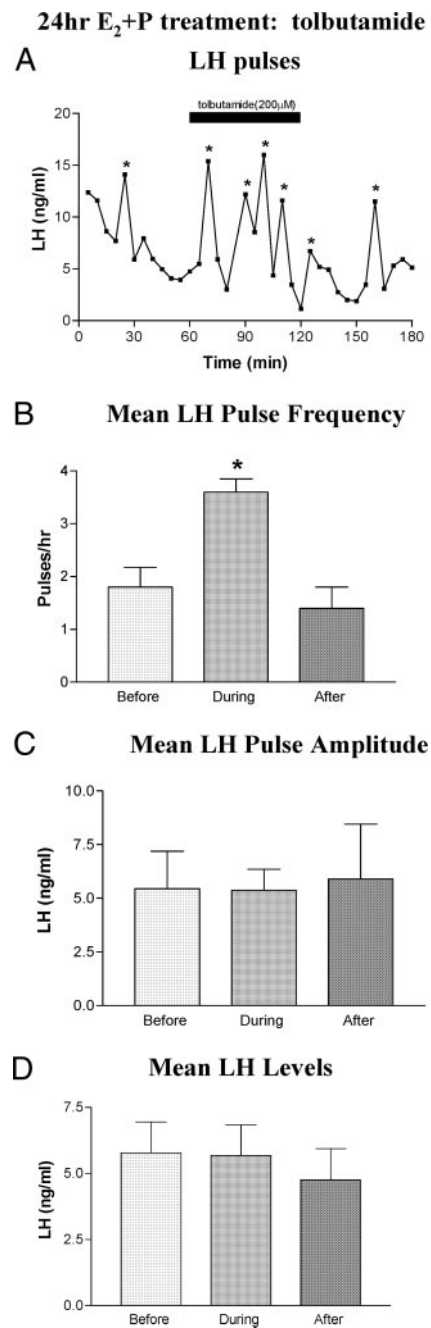 24hr E₂+P treatment: tolbutamide
A
LH pulses
tolbutamide(200μM)
20
15
10
5
0
LH (ng/ml)
* * * * * * *
0 30 60 90 120 150 180
Time (min)
B
Mean LH Pulse Frequency
4
3
2
1
0
Pulses/hr
*
Before During After
C
Mean LH Pulse Amplitude
10.0
7.5
5.0
2.5
0.0
LH (ng/ml)
Before During After
D
Mean LH Levels
7.5
5.0
2.5
0.0
LH (ng/ml)
Before During After